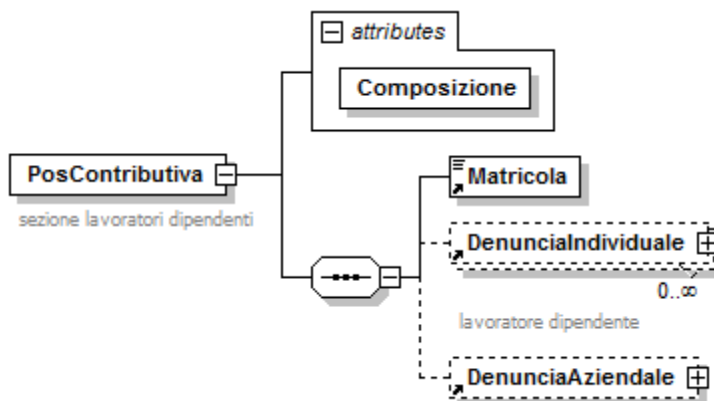 attributes
Composizione
PosContributiva
sezione lavoratori dipendenti
Matricola
DenunciaIndividuale
0..∞
lavoratore dipendente
DenunciaAziendale